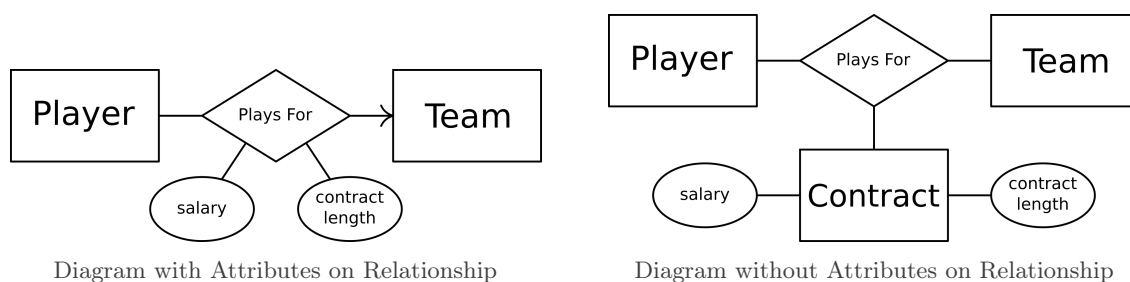 Player
Plays For
Team
salary
contract
length
Diagram with Attributes on Relationship
Player
Plays For
Team
salary
Contract
contract
length
Diagram without Attributes on Relationship